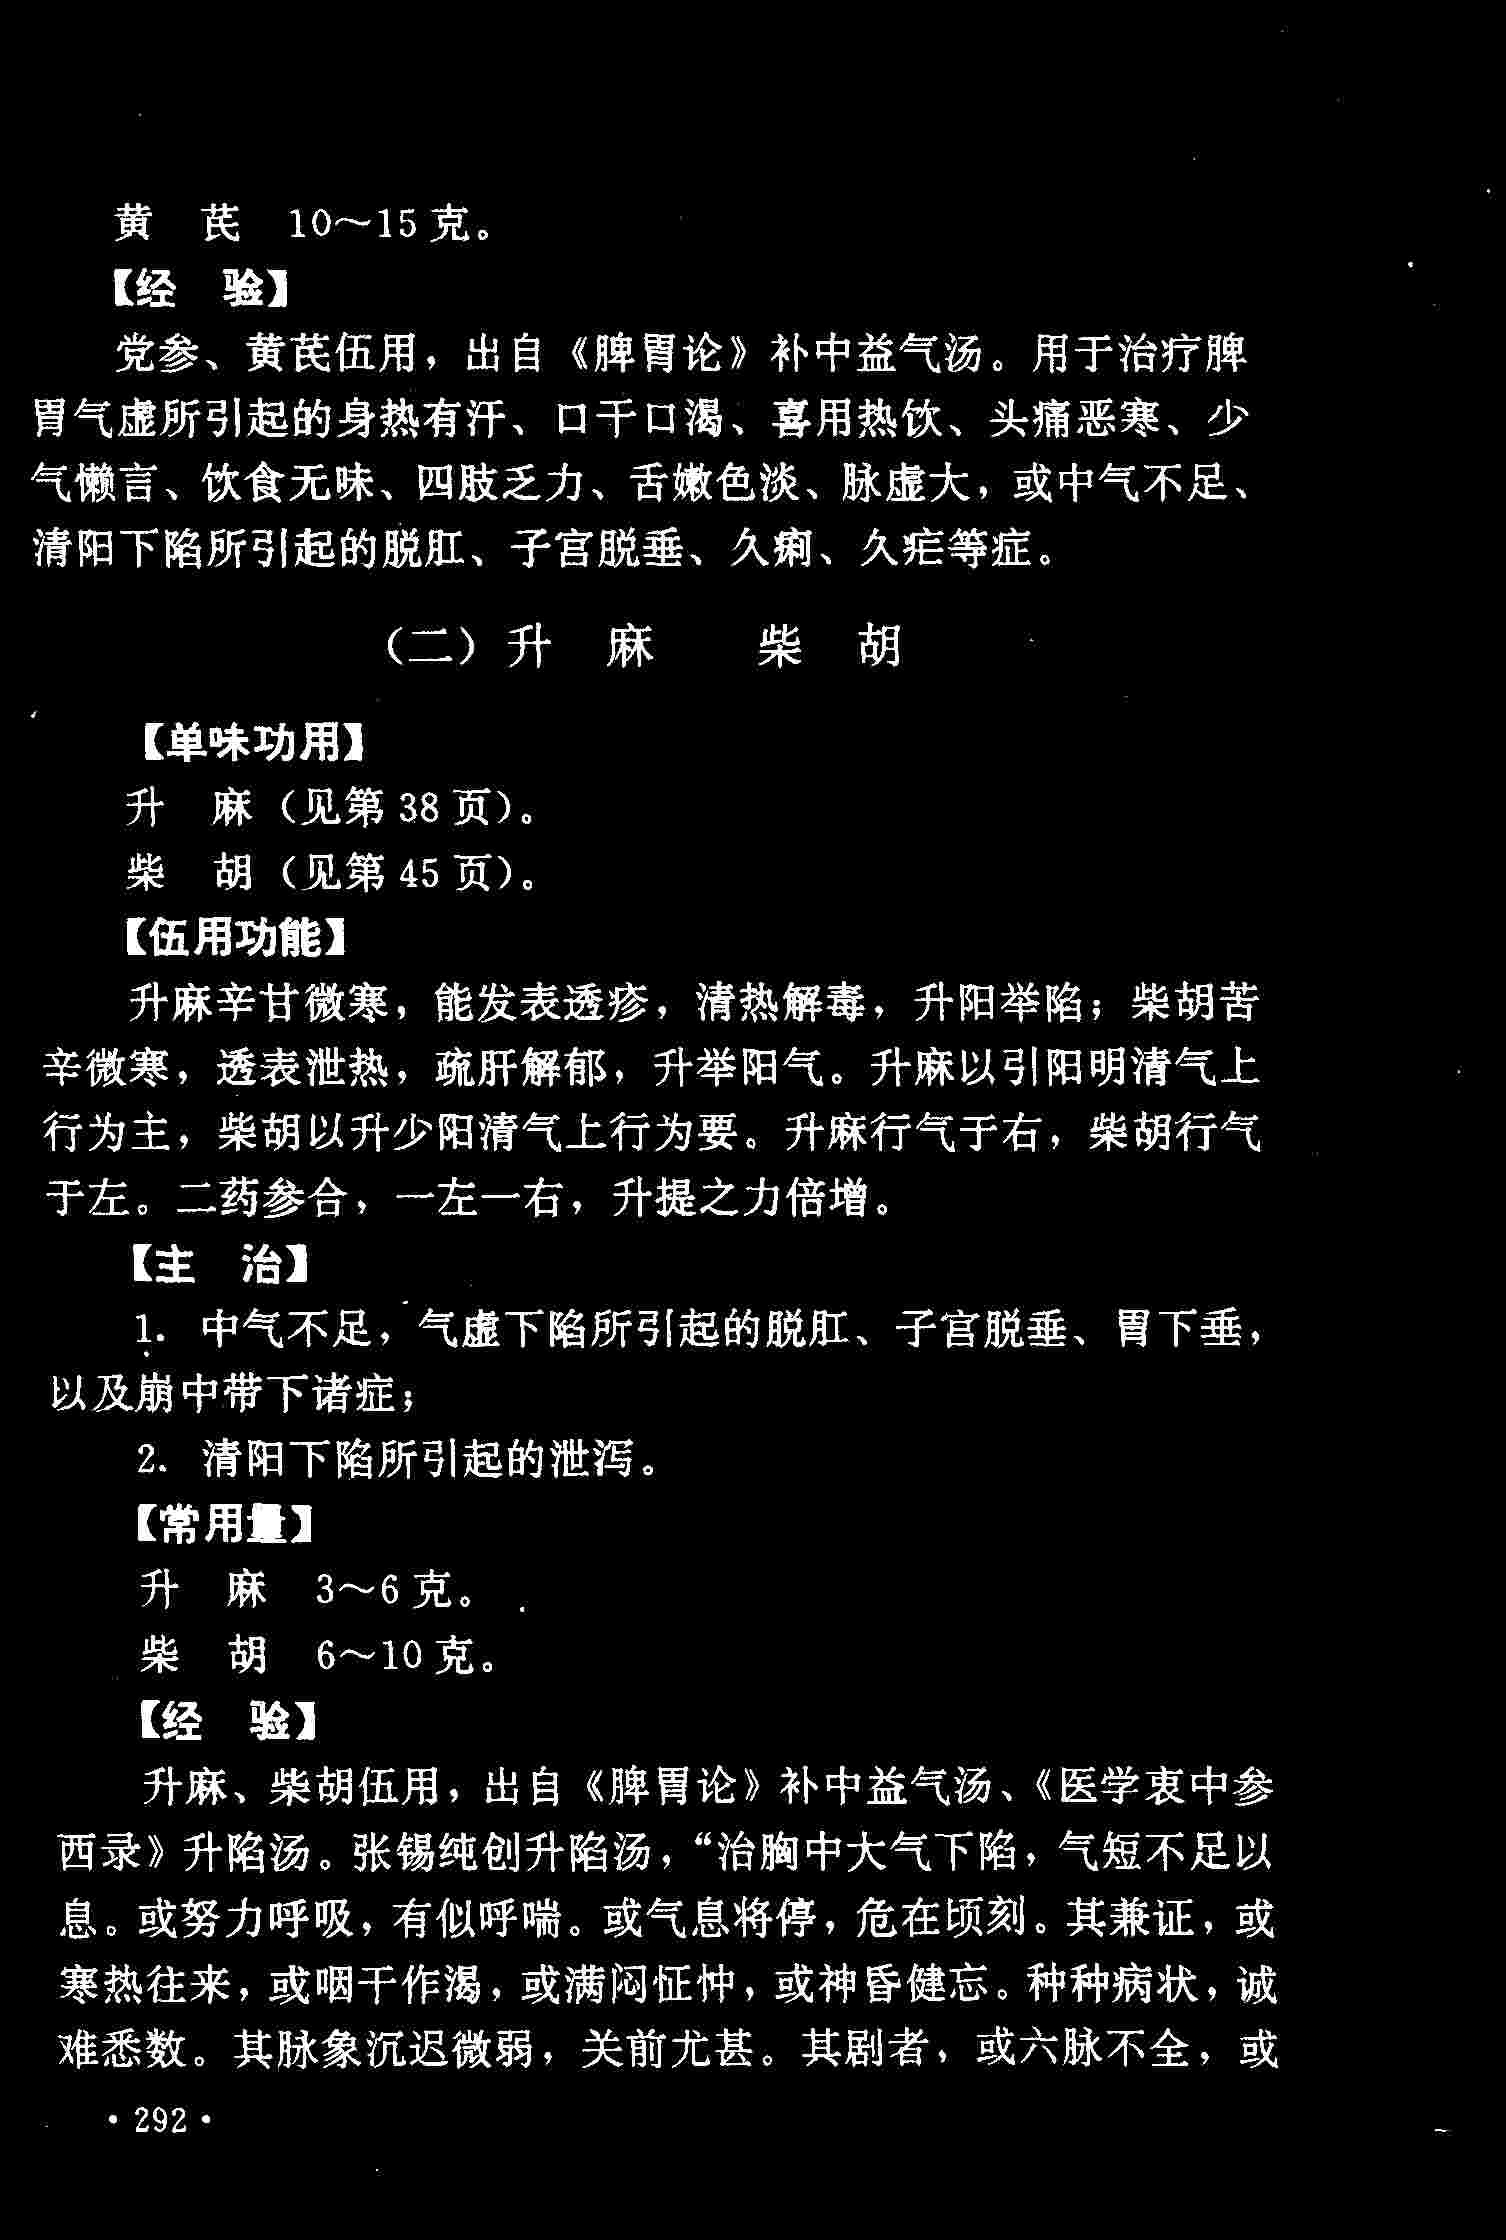 黄　芪　10～15克。
【经　验】
党参、黄芪伍用，出自《脾胃论》补中益气汤。用于治疗脾
胃气虚所引起的身热有汗、口干口渴、喜用热饮、头痛恶寒、少
气懒言、饮食无味、四肢乏力、舌嫩色淡、脉虚大，或中气不足、
清阳下陷所引起的脱肛、子宫脱垂、久痢、久疟等症。
（二）升　麻　　柴　胡
【单味功用】
升　麻（见第38页）。
柴　胡（见第45页）。
【伍用功能】
升麻辛甘微寒，能发表透疹，清热解毒，升阳举陷；柴胡苦
辛微寒，透表泄热，疏肝解郁，升举阳气。升麻以引阳明清气上
行为主，柴胡以升少阳清气上行为要。升麻行气于右，柴胡行气
于左。二药参合，一左一右，升提之力倍增。
【主　治】
1. 中气不足，气虚下陷所引起的脱肛、子宫脱垂、胃下垂，
以及崩中带下诸症；
2. 清阳下陷所引起的泄泻。
【常用量】
升　麻　3～6克。
柴　胡　6～10克。
【经　验】
升麻、柴胡伍用，出自《脾胃论》补中益气汤、《医学衷中参
西录》升陷汤。张锡纯创升陷汤，“治胸中大气下陷，气短不足以
息。或努力呼吸，有似呼喘。或气息将停，危在顷刻。其兼证，或
寒热往来，或咽干作渴，或满闷怔忡，或神昏健忘。种种病状，诚
难悉数。其脉象沉迟微弱，关前尤甚。其剧者，或六脉不全，或
·292·